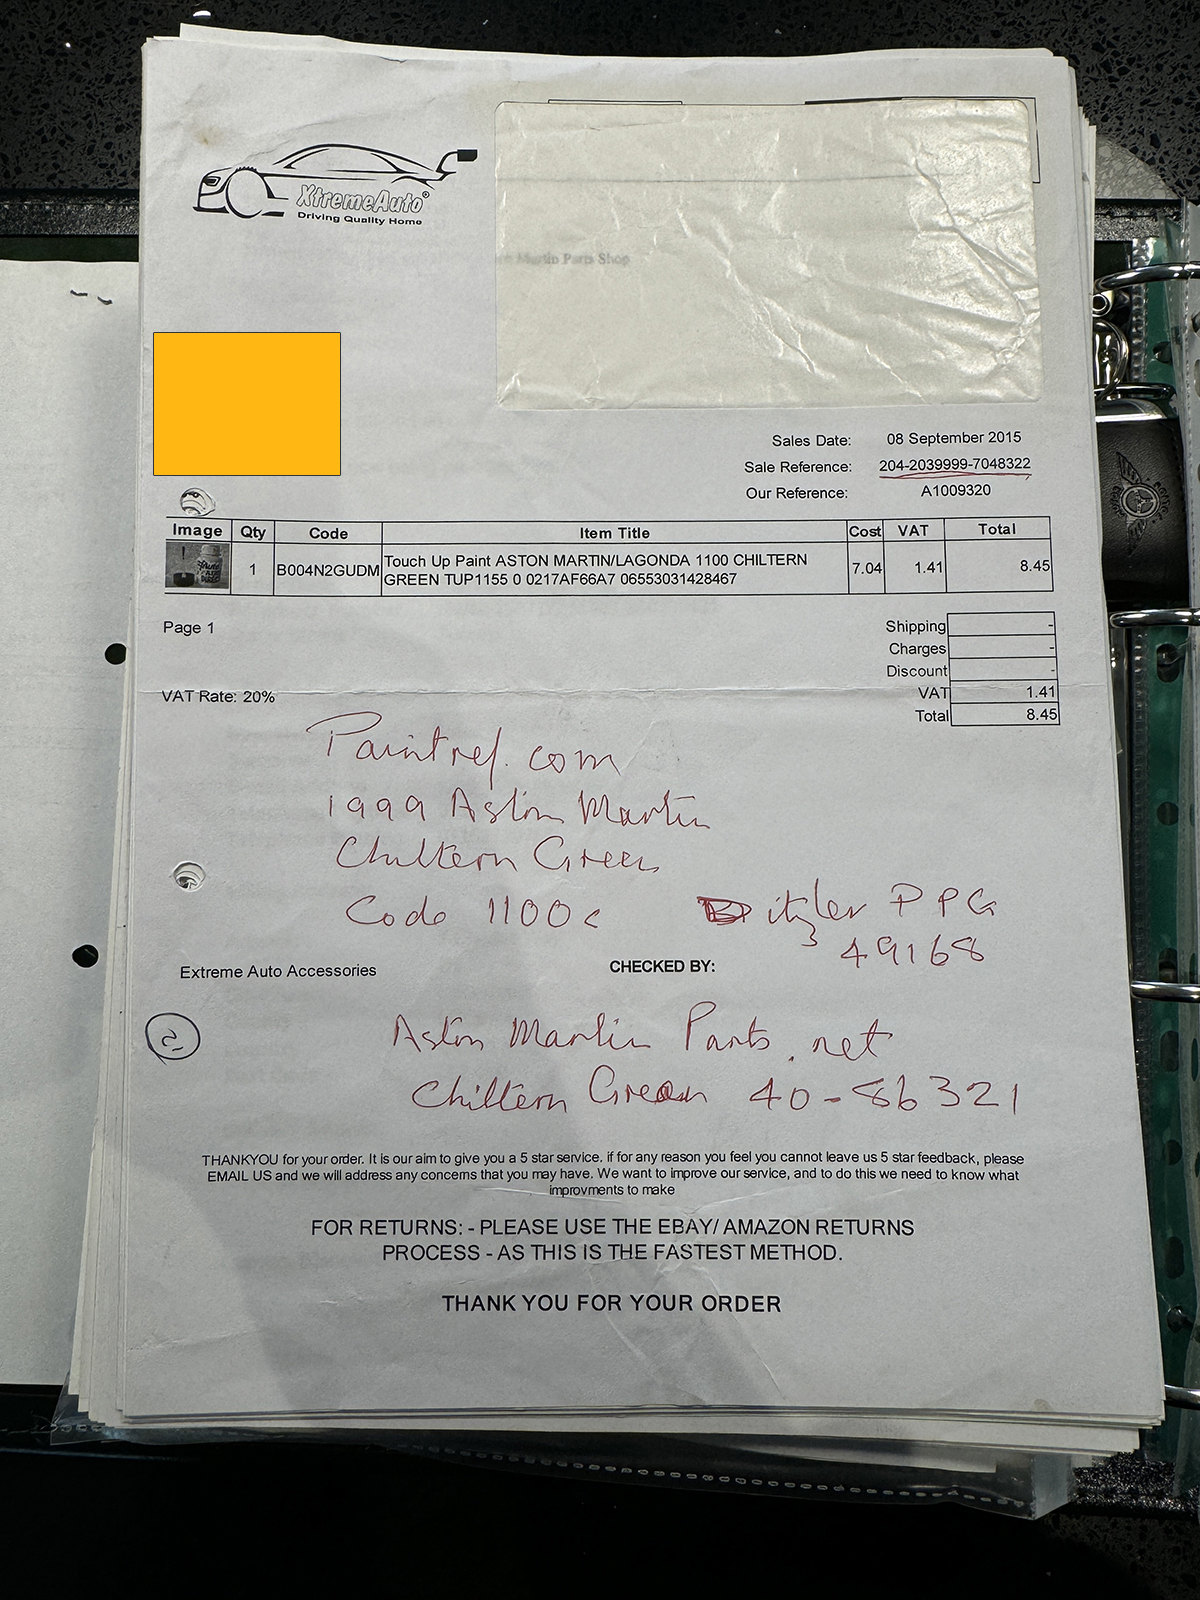 XtremeAuto®
Driving Quality Home
Martin Parts Shop
Sales Date: 08 September 2015
Sale Reference: 204-2039999-7048322
Our Reference: A1009320
Image Qty Code Item Title Cost VAT Total
1 B004N2GUDM Touch Up Paint ASTON MARTIN/LAGONDA 1100 CHILTERN 7.04 1.41 8.45
GREEN TUP1155 0 0217AF66A7 06553031428467
Page 1
Shipping -
Charges -
Discount -
VAT Rate: 20%
VAT 1.41
Total 8.45
Paintref.com
1999 Aston Martin
Chiltern Green
Code 1100c Ditzler PPG
49168
Extreme Auto Accessories CHECKED BY:
2
Aston Martin Parts.net
Chiltern Green 40-86321
THANKYOU for your order. It is our aim to give you a 5 star service. if for any reason you feel you cannot leave us 5 star feedback, please
EMAIL US and we will address any concerns that you may have. We want to improve our service, and to do this we need to know what
improvments to make
FOR RETURNS: - PLEASE USE THE EBAY/ AMAZON RETURNS
PROCESS - AS THIS IS THE FASTEST METHOD.
THANK YOU FOR YOUR ORDER